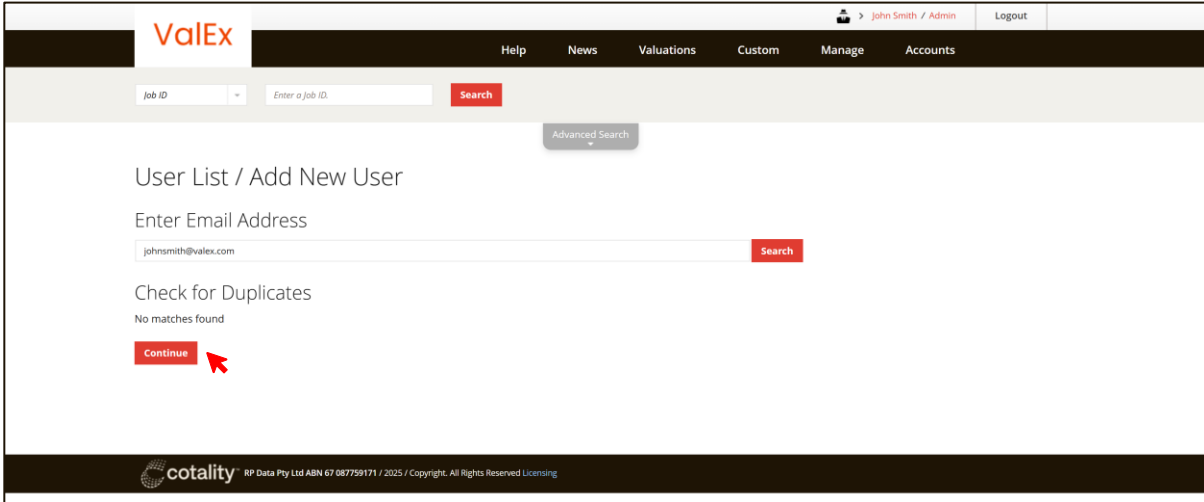 ValEx
> John Smith / Admin
Logout
Help News Valuations Custom Manage Accounts
Job ID
Enter a Job ID.
Search
Advanced Search
User List / Add New User
Enter Email Address
johnsmith@valex.com
Search
Check for Duplicates
No matches found
Continue
cotality™ RP Data Pty Ltd ABN 67 087759171 / 2025 / Copyright. All Rights Reserved Licensing